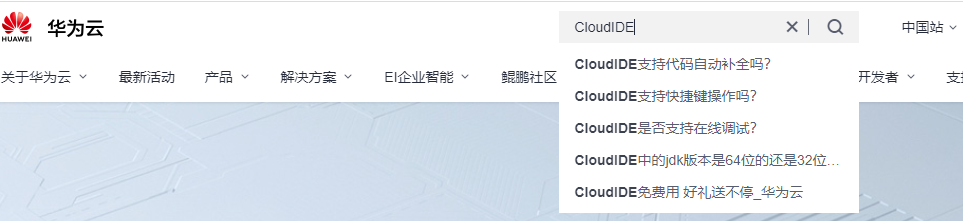 HUAWEI 华为云 CloudIDE 中国站
关于华为云 最新活动 产品 解决方案 EI企业智能 鲲鹏社区 开发者
CloudIDE支持代码自动补全吗?
CloudIDE支持快捷键操作吗?
CloudIDE是否支持在线调试?
CloudIDE中的jdk版本是64位的还是32位...
CloudIDE免费用 好礼送不停_华为云